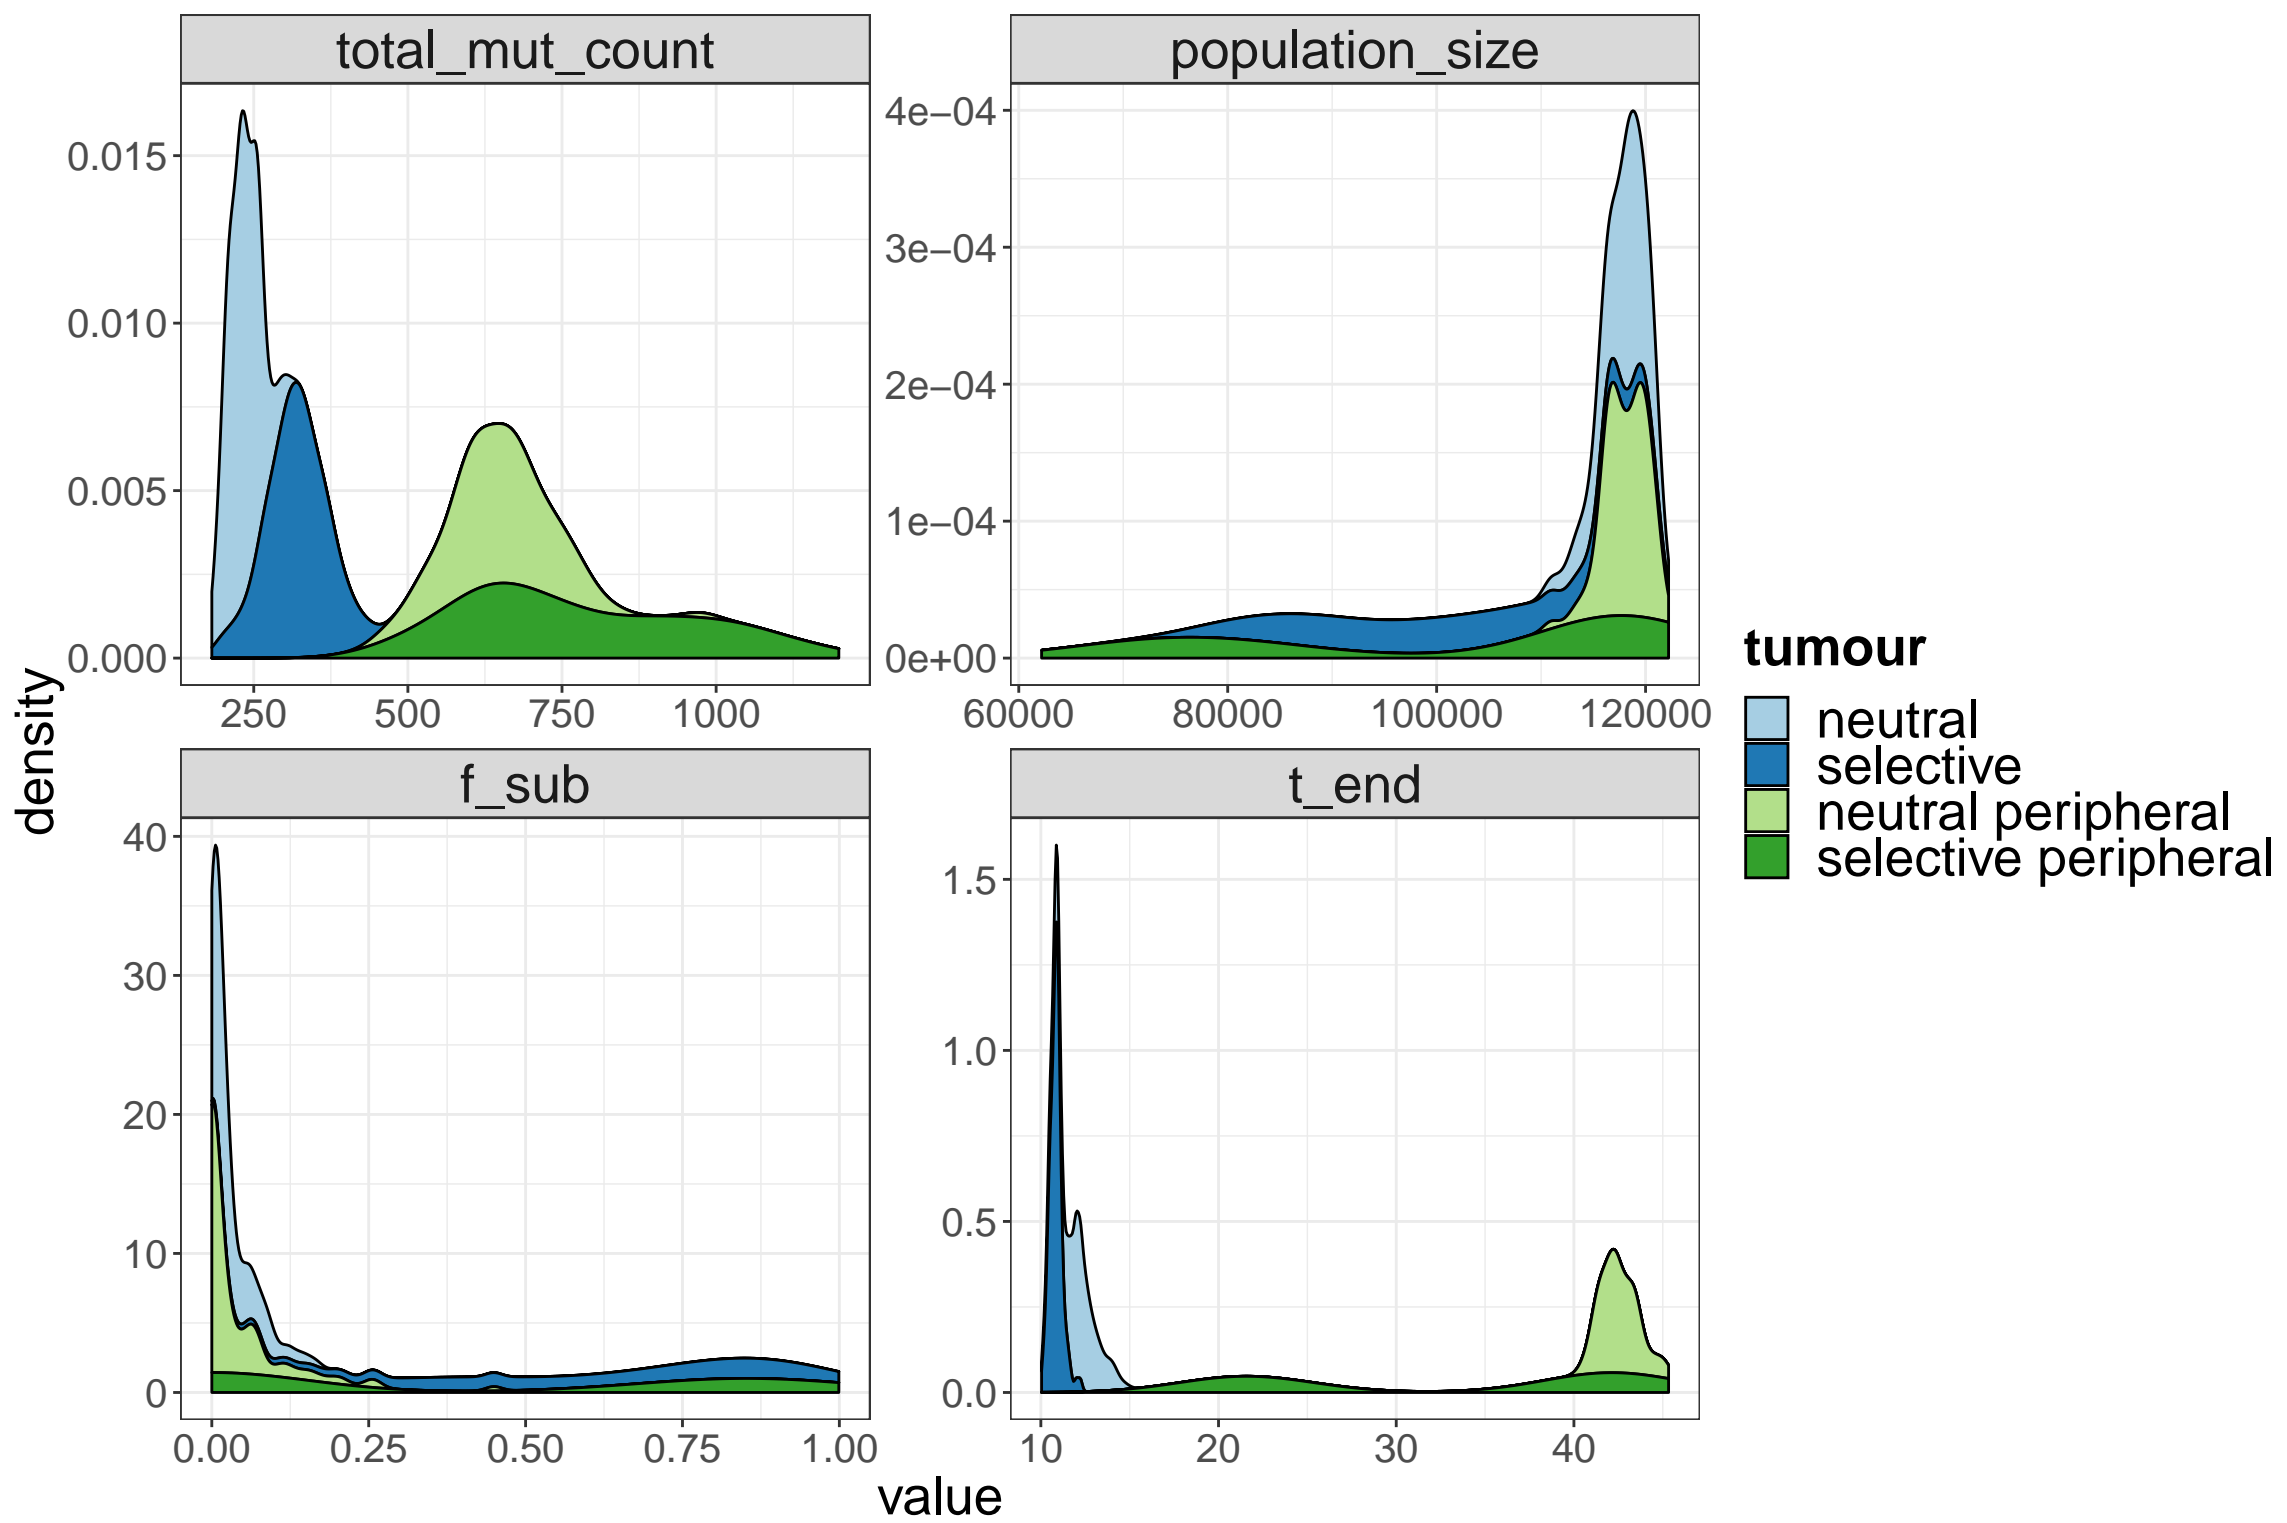 total_mut_count
population_size
0.015
0.010
0.005
0.000
250
500
750
1000
4e−04
3e−04
2e−04
1e−04
0e+00
60000
80000
100000
120000
f_sub
t_end
40
30
20
10
0
0.00
0.25
0.50
0.75
1.00
1.5
1.0
0.5
0.0
10
20
30
40
density
value
tumour
neutral
selective
neutral peripheral
selective peripheral